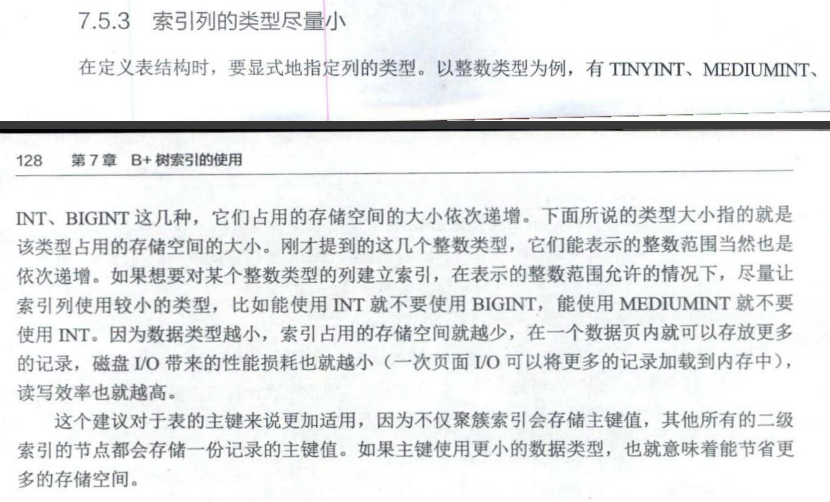 7.5.3 索引列的类型尽量小
在定义表结构时，要显式地指定列的类型。以整数类型为例，有 TINYINT、MEDIUMINT、
128 第 7 章 B+ 树索引的使用
INT、BIGINT 这几种，它们占用的存储空间的大小依次递增。下面所说的类型大小指的就是
该类型占用的存储空间的大小。刚才提到的这几个整数类型，它们能表示的整数范围当然也是
依次递增。如果想要对某个整数类型的列建立索引，在表示的整数范围允许的情况下，尽量让
索引列使用较小的类型，比如能使用 INT 就不要使用 BIGINT，能使用 MEDIUMINT 就不要
使用 INT。因为数据类型越小，索引占用的存储空间就越少，在一个数据页内就可以存放更多
的记录，磁盘 I/O 带来的性能损耗也就越小（一次页面 I/O 可以将更多的记录加载到内存中），
读写效率也就越高。
这个建议对于表的主键来说更加适用，因为不仅聚簇索引会存储主键值，其他所有的二级
索引的节点都会存储一份记录的主键值。如果主键使用更小的数据类型，也就意味着能节省更
多的存储空间。